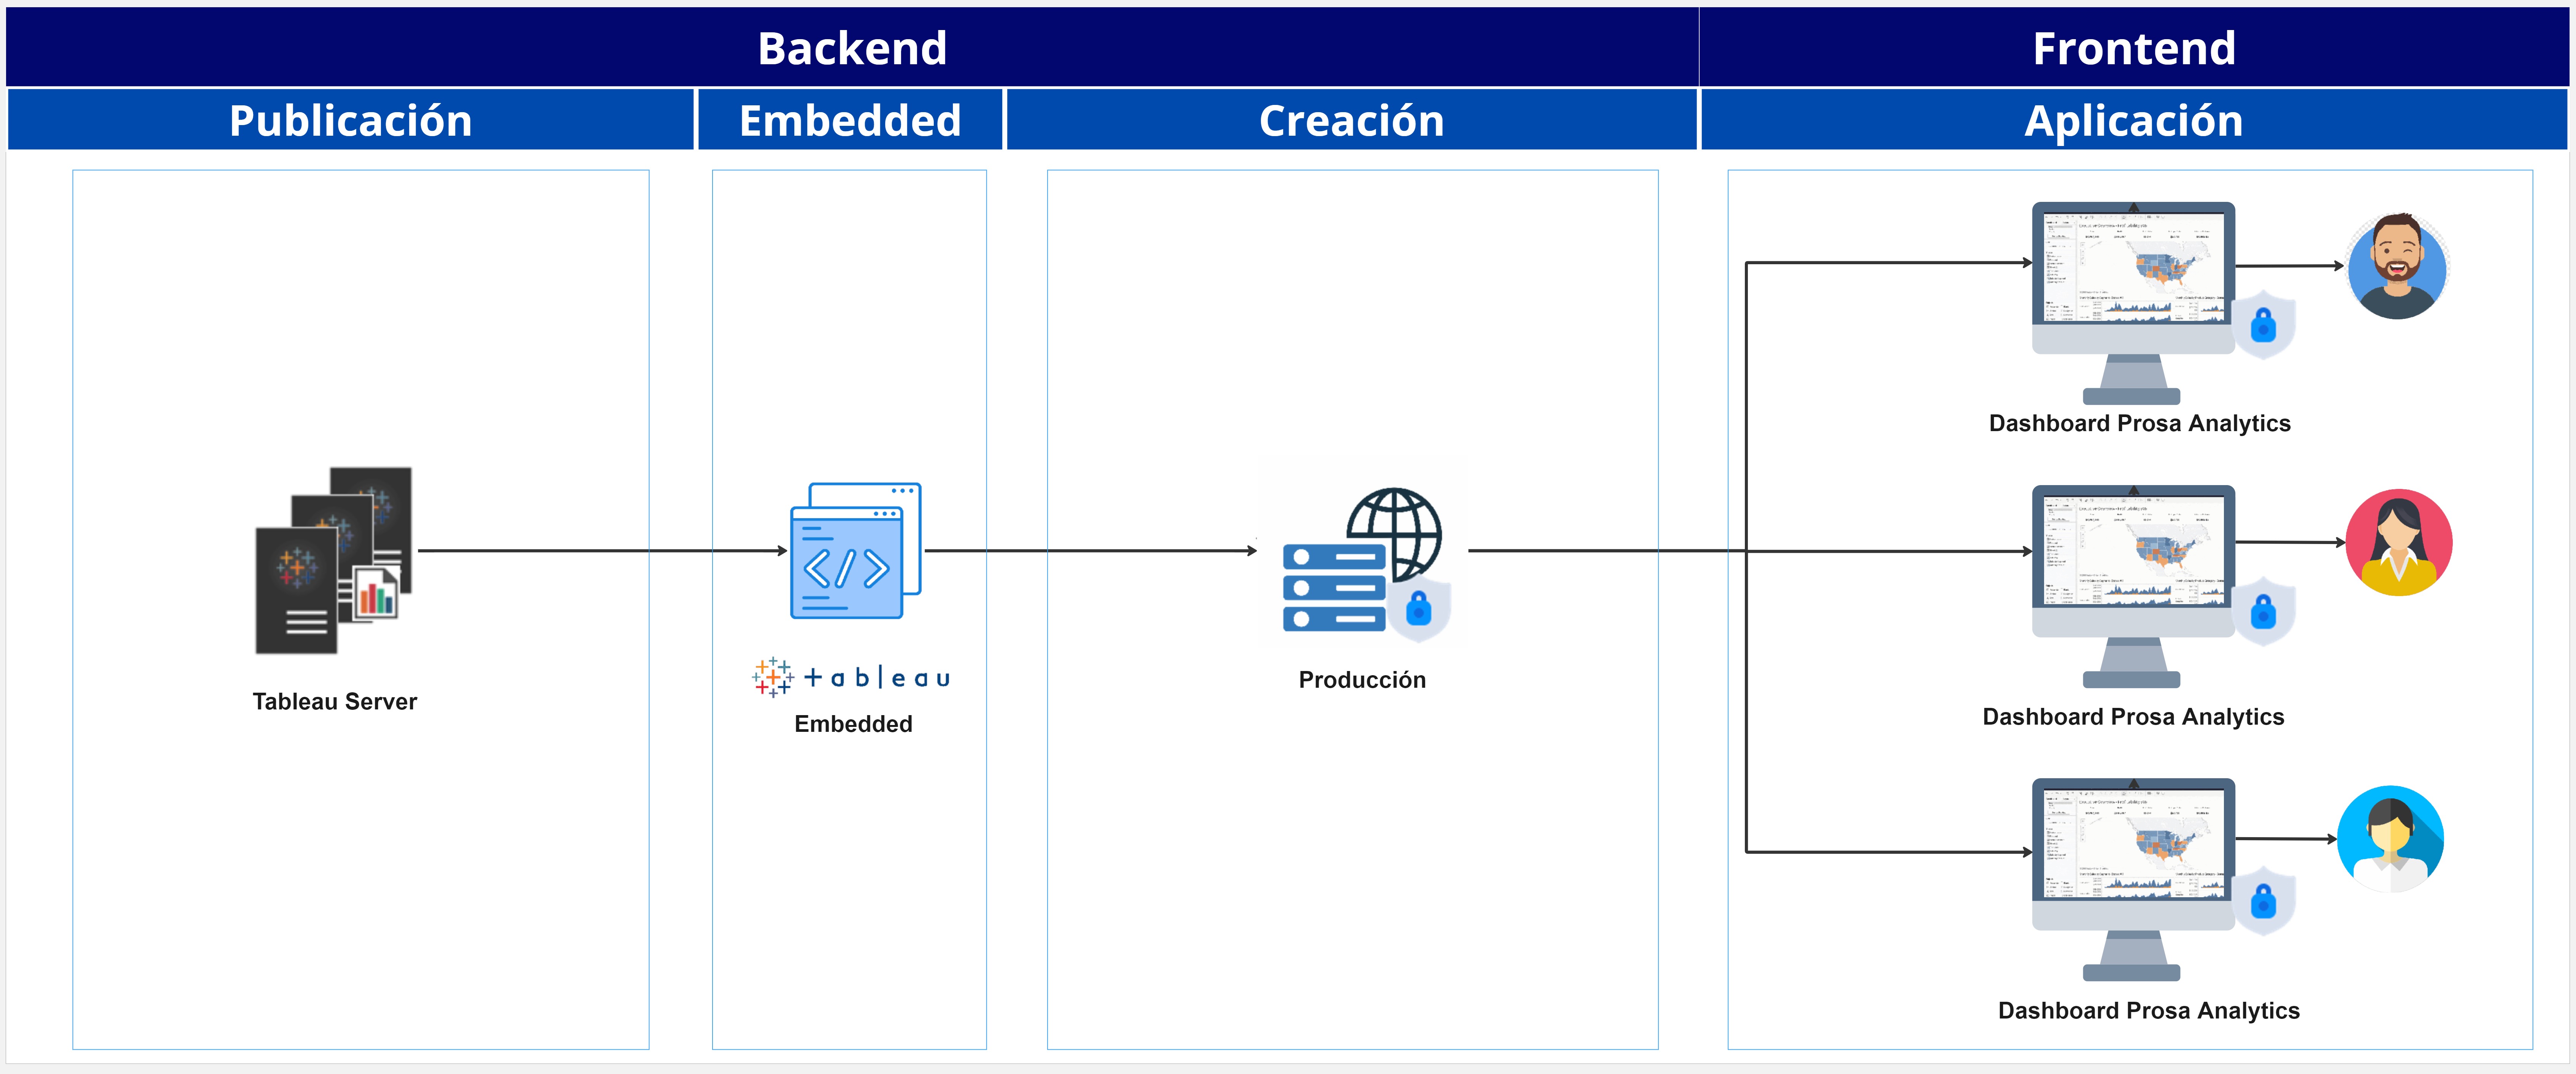 Backend
Frontend
Publicación
Embedded
Creación
Aplicación
Dashboard Prosa Analytics
Tableau Server
+ableau
Embedded
Producción
Dashboard Prosa Analytics
Dashboard Prosa Analytics